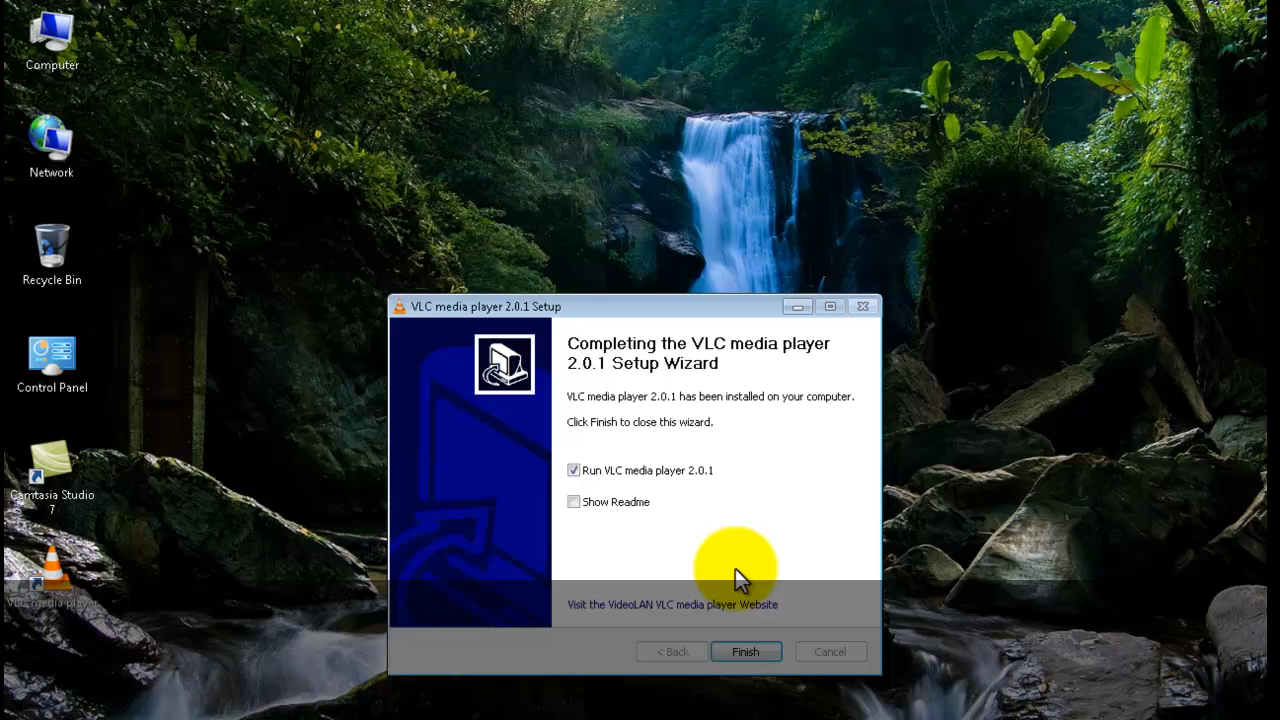 Computer
Network
Recycle Bin
Control Panel
Camtasia Studio
7
VLC media player
VLC media player 2.0.1 Setup
Completing the VLC media player
2.0.1 Setup Wizard
VLC media player 2.0.1 has been installed on your computer.
Click Finish to close this wizard.
Run VLC media player 2.0.1
Show Readme
Visit the VideoLAN VLC media player Website
< Back
Finish
Cancel